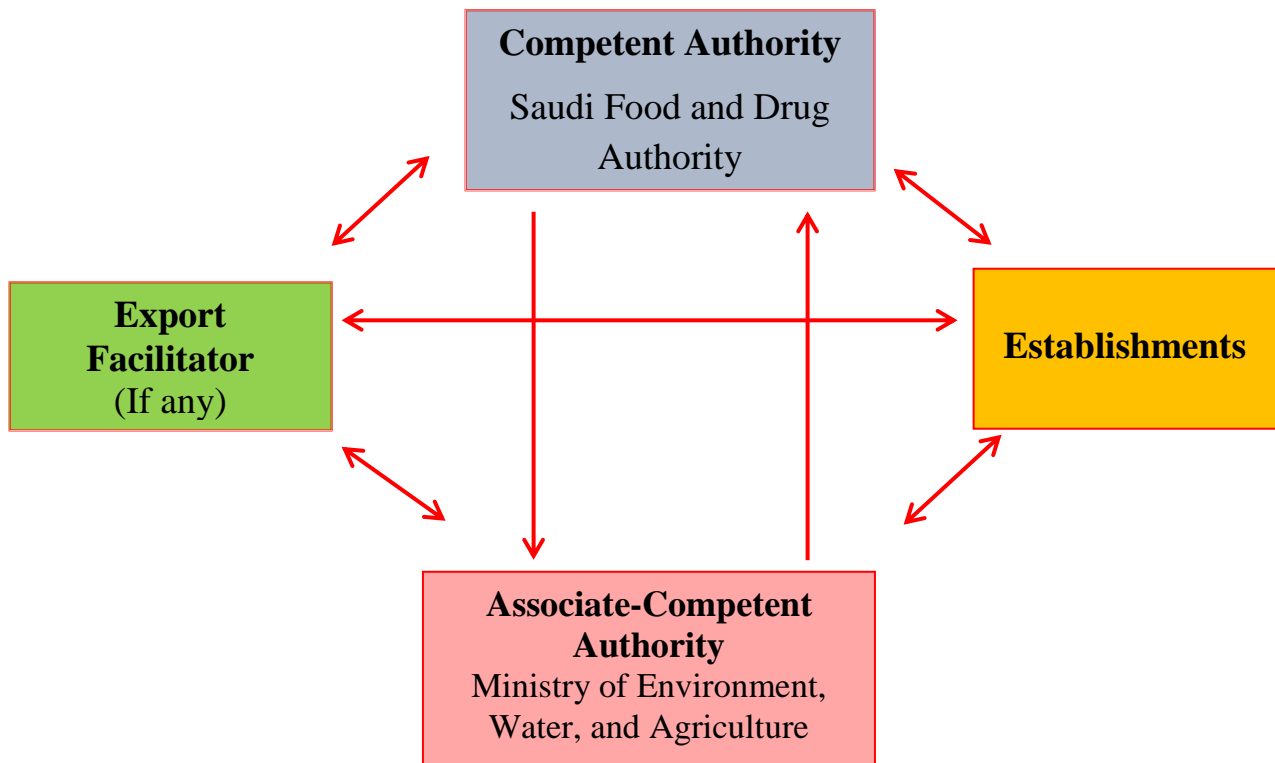 Competent Authority
Saudi Food and Drug
Authority
Export
Facilitator
(If any)
Establishments
Associate-Competent
Authority
Ministry of Environment,
Water, and Agriculture